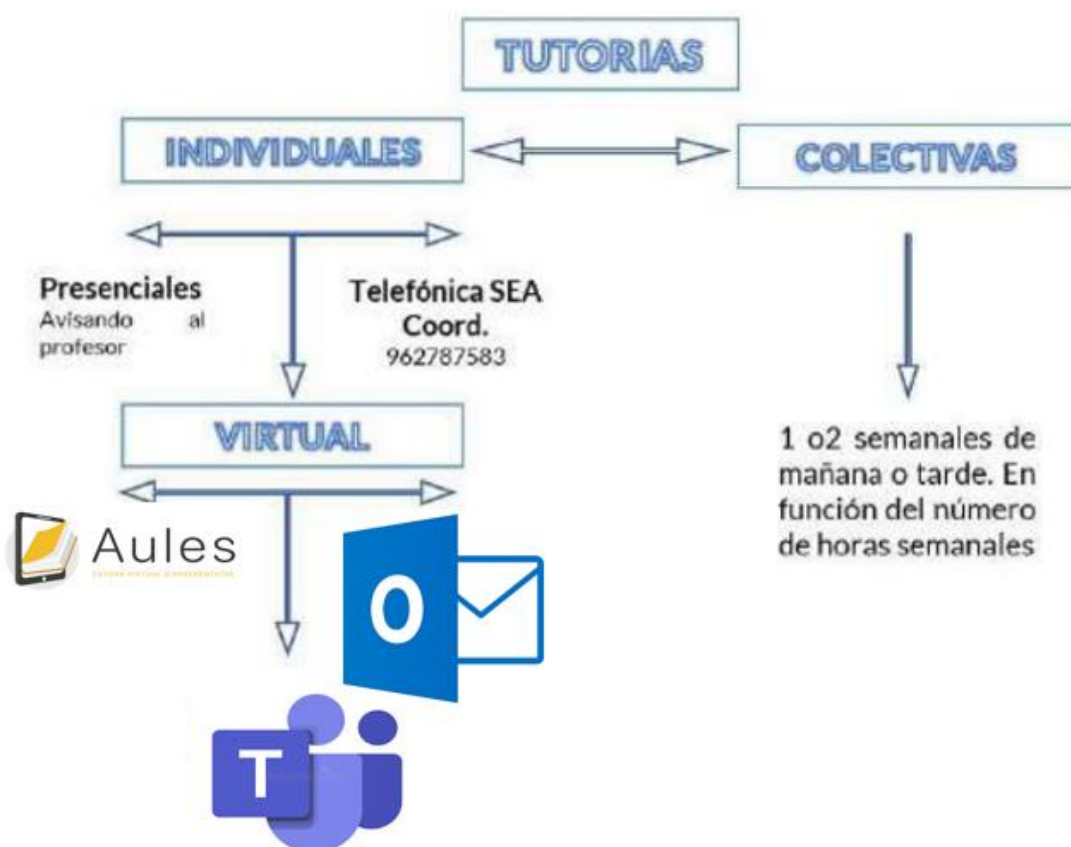 TUTORIAS
INDIVIDUALES
COLECTIVAS
Presenciales
Avisando al
profesor
Telefónica SEA
Coord.
962787583
VIRTUAL
1 o2 semanales de
mañana o tarde. En
función del número
de horas semanales
Aules
O
T